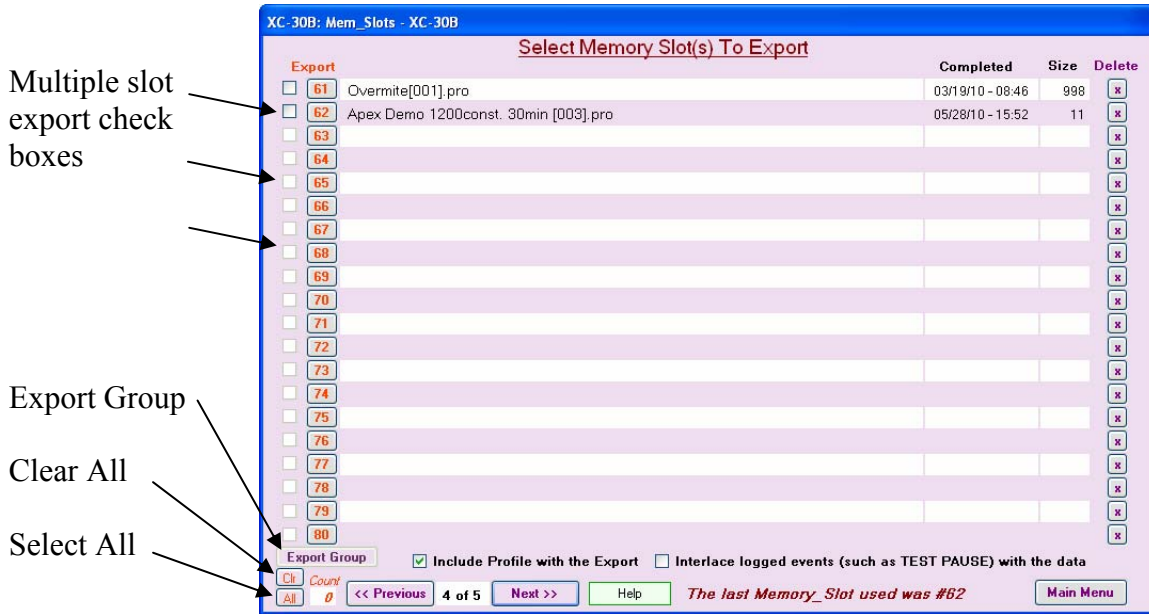 XC-30B: Mem_Slots - XC-30B
Select Memory Slot(s) To Export
Export Completed Size Delete
Multiple slot
export check
boxes
61 Overmite[001].pro 03/19/10 - 08:46 998 x
62 Apex Demo 1200const. 30min [003].pro 05/28/10 - 15:52 11 x
63 x
64 x
65 x
66 x
67 x
68 x
69 x
70 x
71 x
72 x
73 x
74 x
75 x
76 x
77 x
78 x
79 x
80 x
Export Group
Clear All
Select All
Export Group Include Profile with the Export Interlace logged events (such as TEST PAUSE) with the data
Clr Count
All 0 << Previous 4 of 5 Next >> Help The last Memory_Slot used was #62 Main Menu